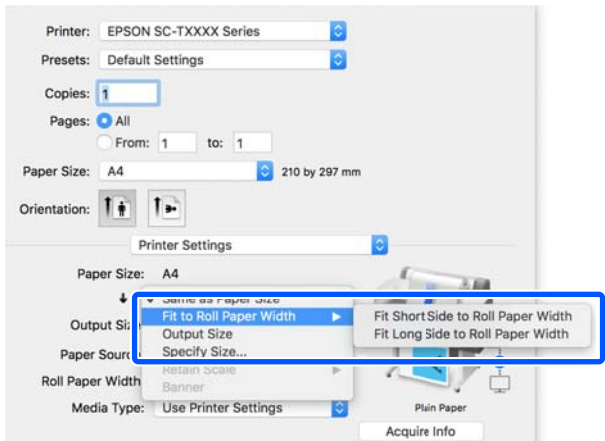 Printer: EPSON SC-TXXXX Series
Presets: Default Settings
Copies: 1
Pages: All
From: 1 to: 1
Paper Size: A4 210 by 297 mm
Orientation:
Printer Settings
Paper Size: A4
Same as Paper Size
Fit to Roll Paper Width Fit Short Side to Roll Paper Width
Output Size Fit Long Side to Roll Paper Width
Output Size
Paper Source Specify Size...
Retain Scale
Roll Paper Width Banner
Media Type: Use Printer Settings Plain Paper
Acquire Info